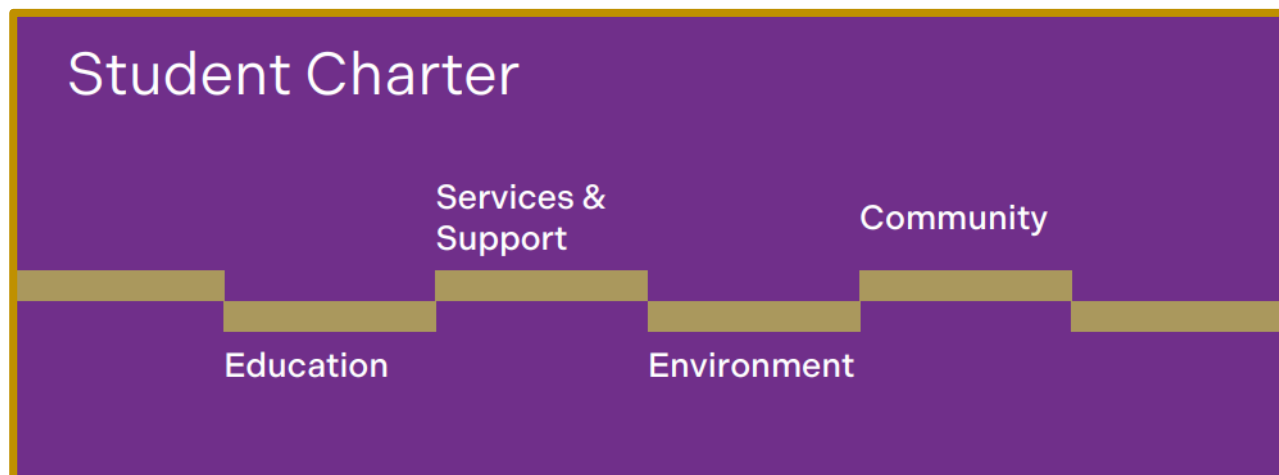 Student Charter
Services &
Support
Community
Education
Environment